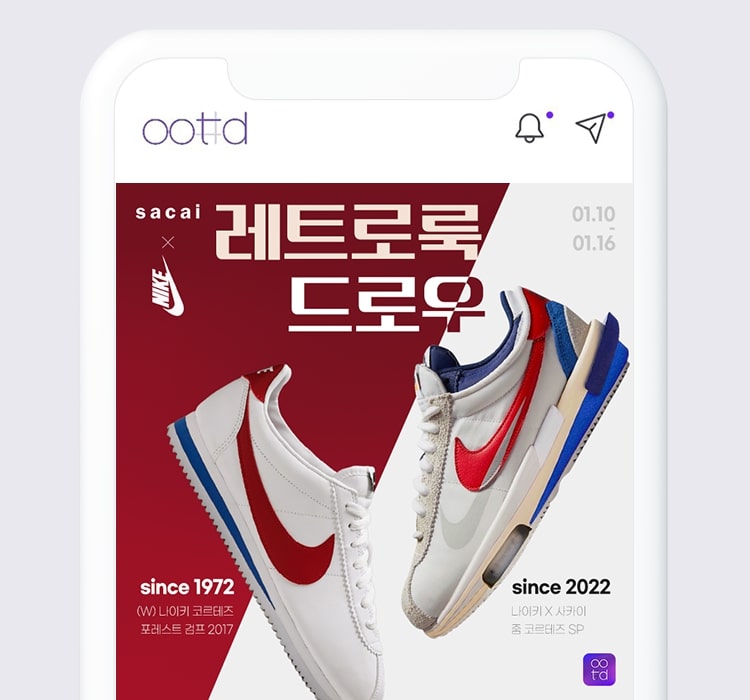 oottd
sacai
×
NIKE
레트로룩
드로우
01.10
-
01.16
since 1972
(W) 나이키 코르테즈
포레스트 검프 2017
since 2022
나이키 X 사카이
줌 코르테즈 SP
oo
td